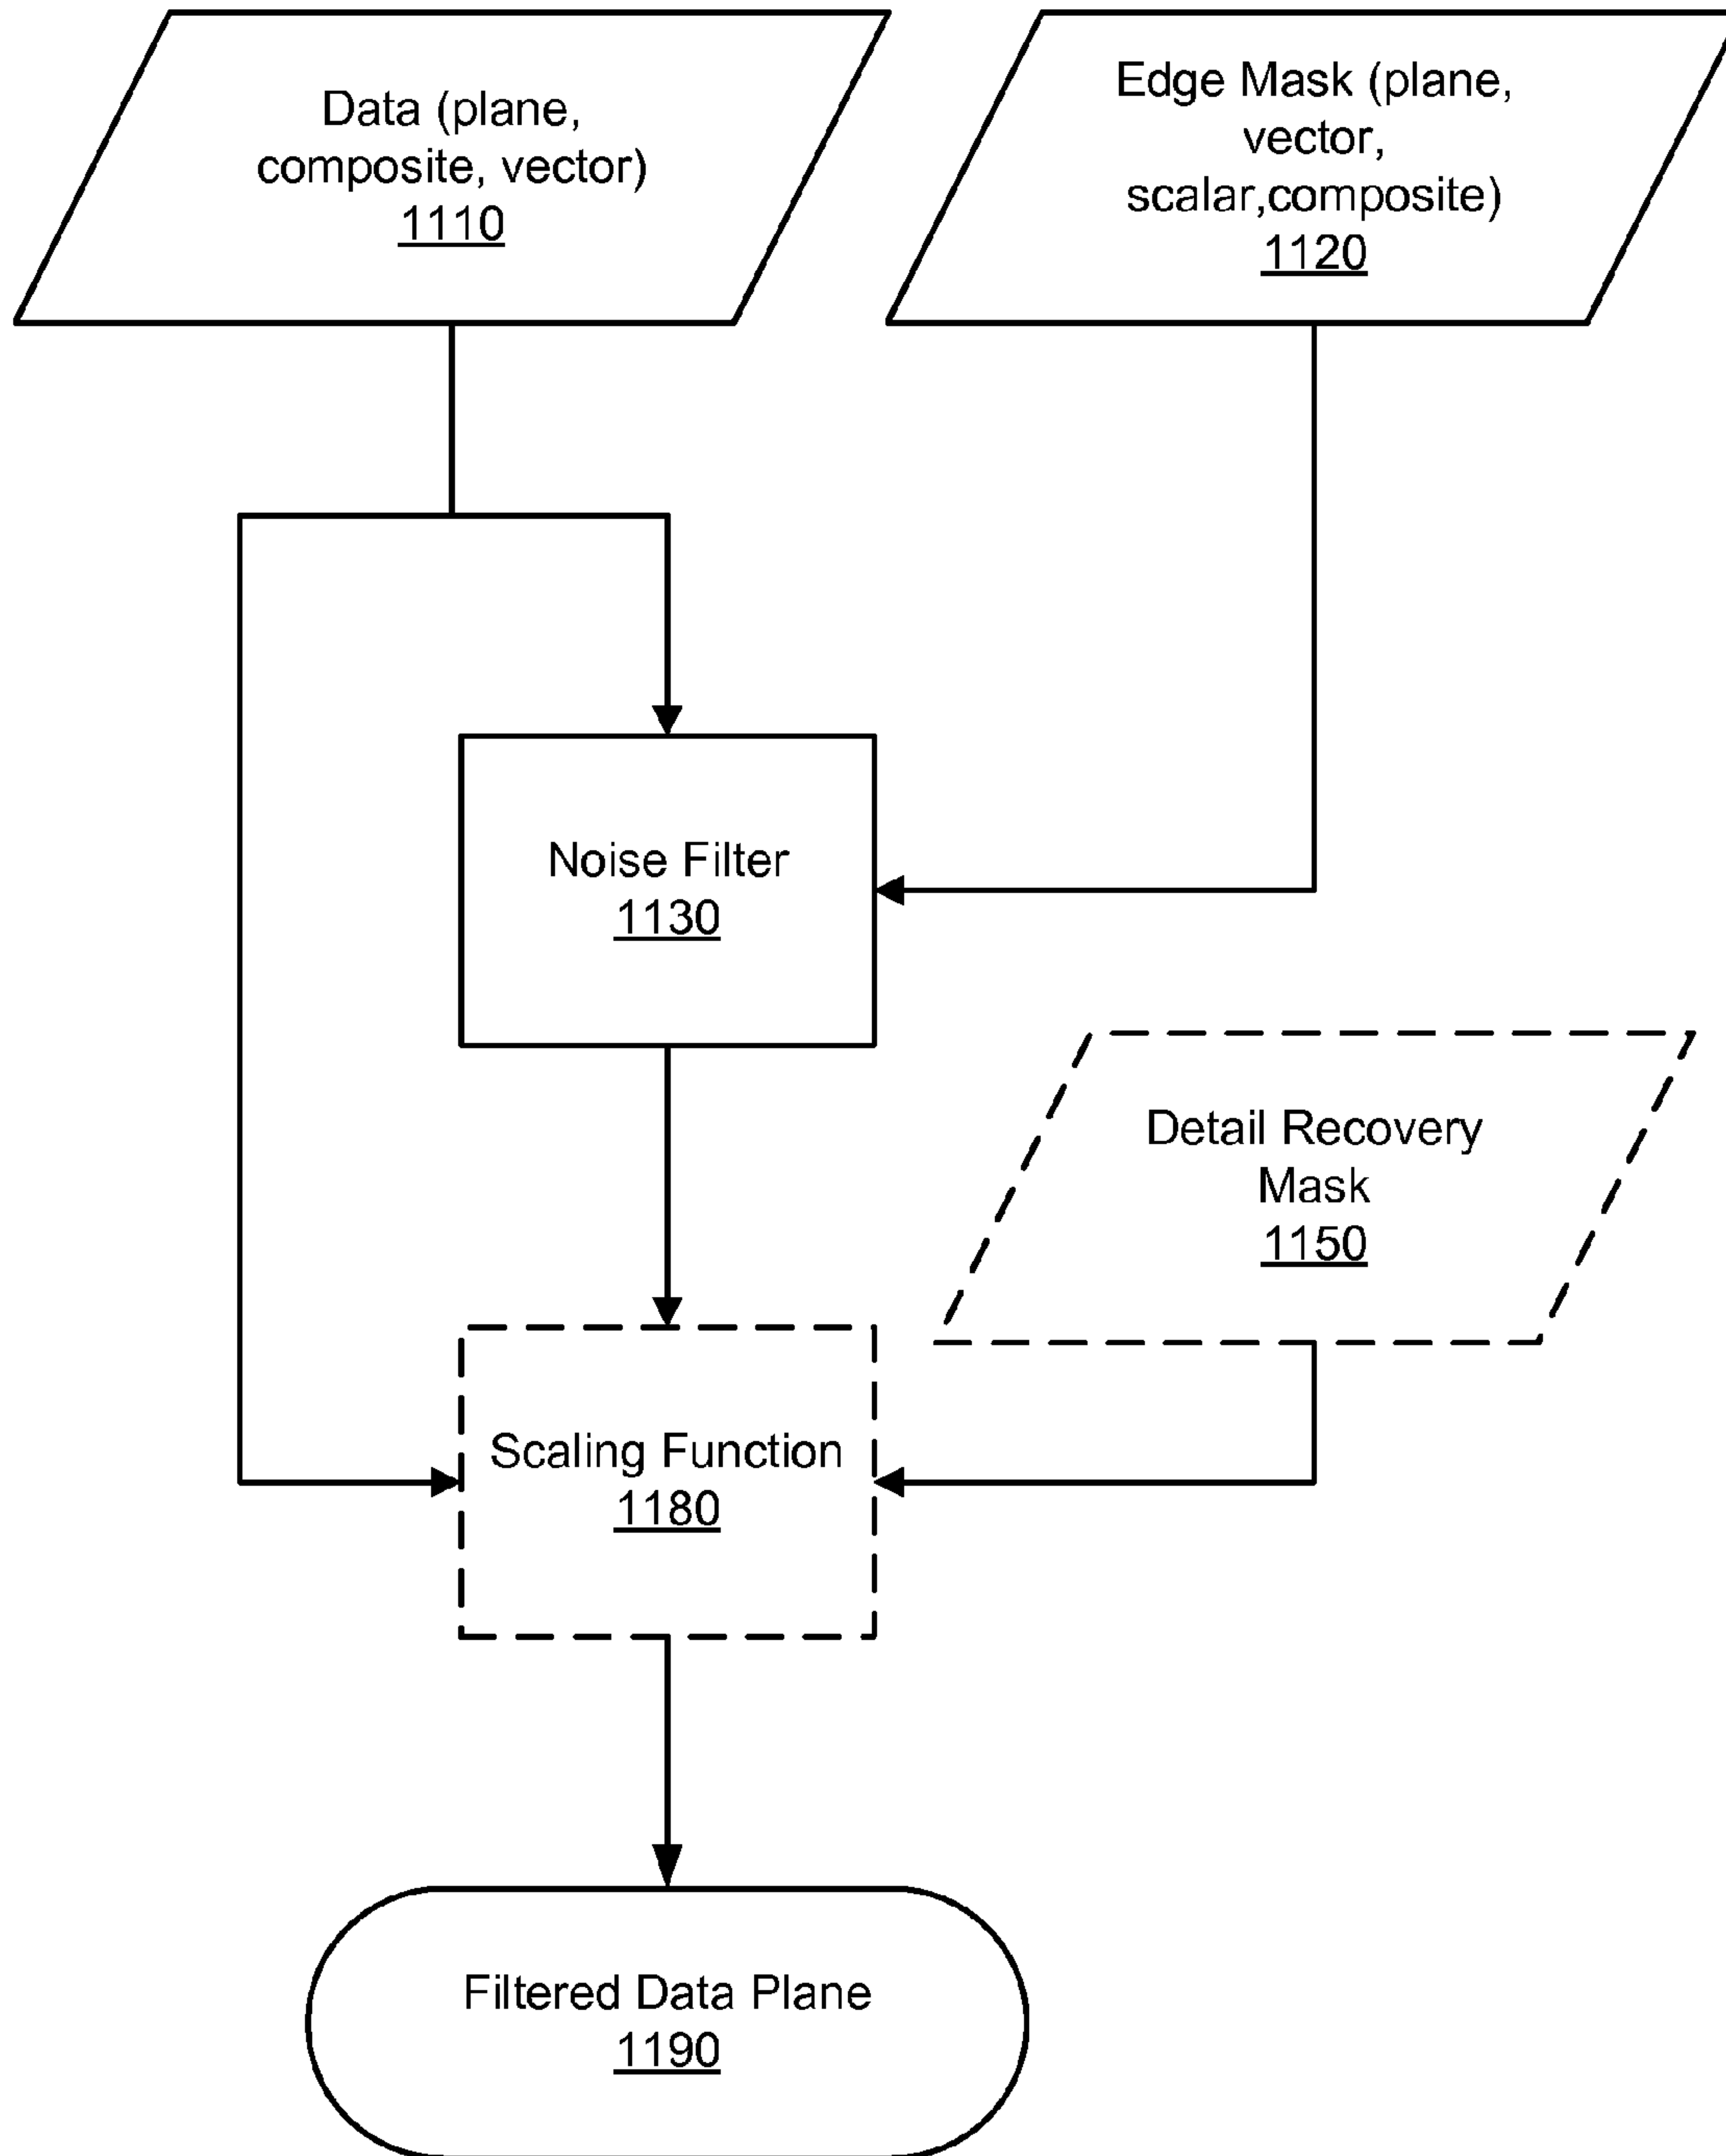 Data (plane,
composite, vector)
1110
Edge Mask (plane,
vector,
scalar,composite)
1120
Noise Filter
1130
Detail Recovery
Mask
1150
Scaling Function
1180
Filtered Data Plane
1190